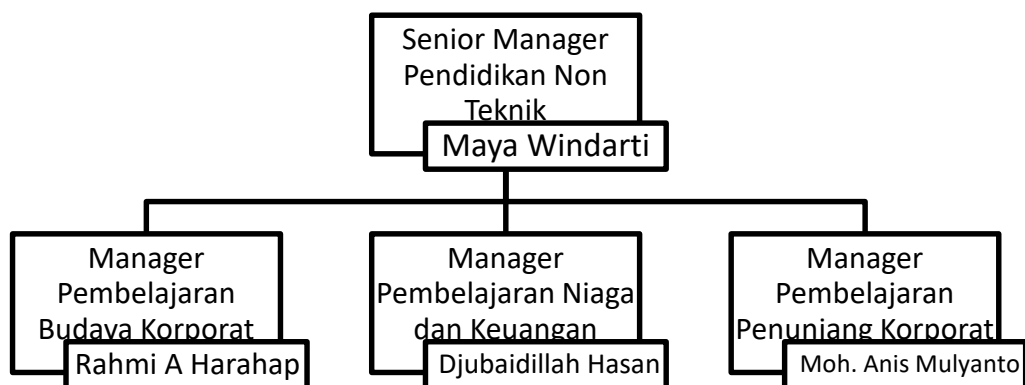 Senior Manager
Pendidikan Non
Teknik
Maya Windarti
Manager
Pembelajaran
Budaya Korporat
Rahmi A Harahap
Manager
Pembelajaran Niaga
dan Keuangan
Djubaidillah Hasan
Manager
Pembelajaran
Penunjang Korporat
Moh. Anis Mulyanto